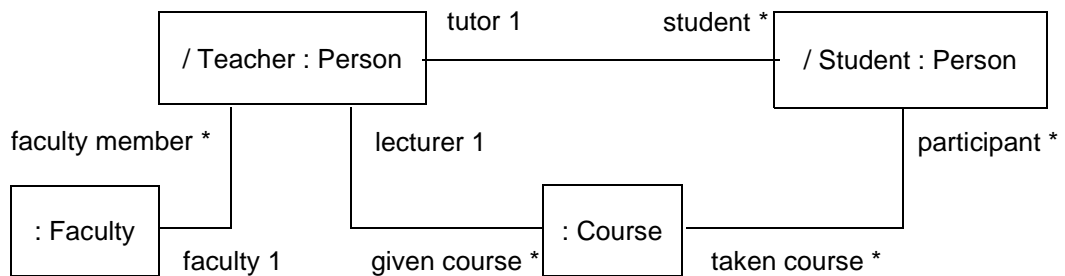 tutor 1
student *
/ Teacher : Person
/ Student : Person
faculty member *
lecturer 1
participant *
: Faculty
: Course
faculty 1
given course *
taken course *